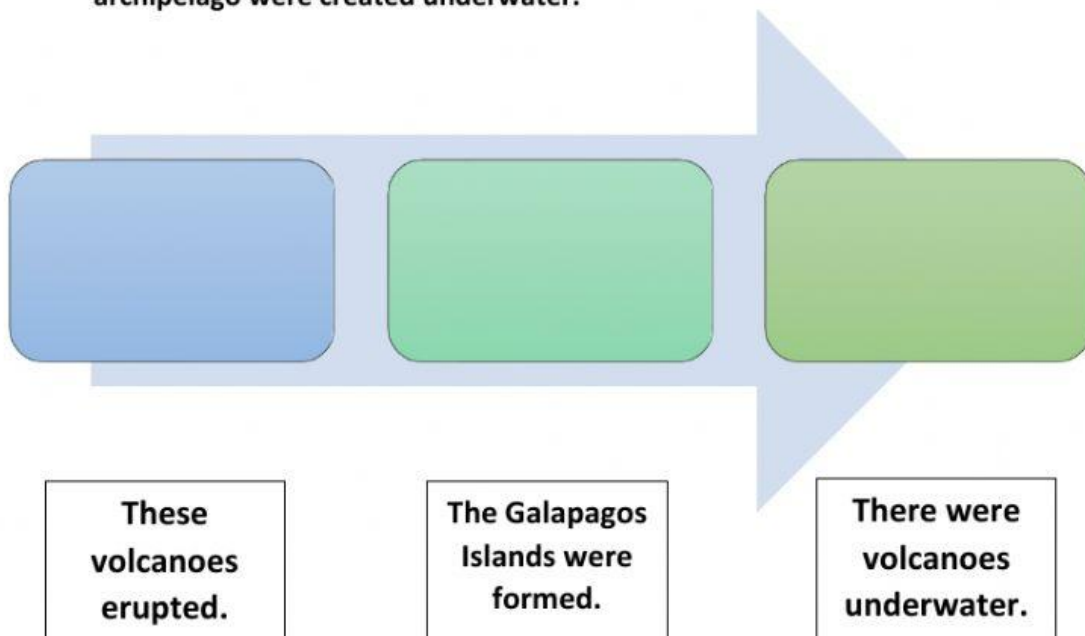 archipelago were created underwater.
These
volcanoes
erupted.
The Galapagos
Islands were
formed.
There were
volcanoes
underwater.